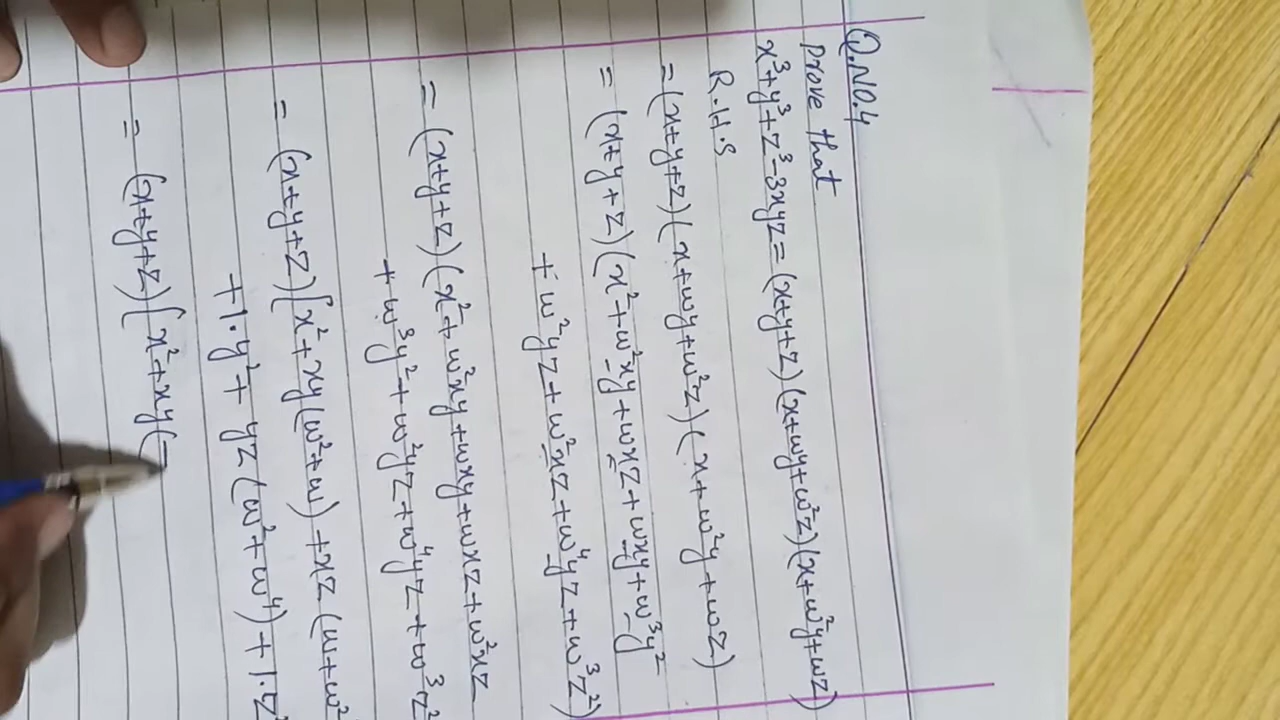 Q.NO.4
Prove that
x³+y³+z³-3xyz=(x+y+z)(x+ωy+ω²z)(x+ω²y+ωz)
R.H.S
=(x+y+z)(x+ωy+ω²z)(x+ω²y+ωz)
=(x+y+z)(x²+ω²xy+ωxz+ωxy+ω³y²
+ω²yz+ω²xz+ω⁴yz+ω³z²)
=(x+y+z)(x²+ω²xy+ωxy+ωxz+ω²xz
+ω³y²+ω²yz+ω⁴yz+ω³z²
=(x+y+z)[x²+xy(ω²+ω)+xz(ω+ω²
+1·y²+yz(ω²+ω⁴)+1·z²
=(x+y+z)[x²+xy(-